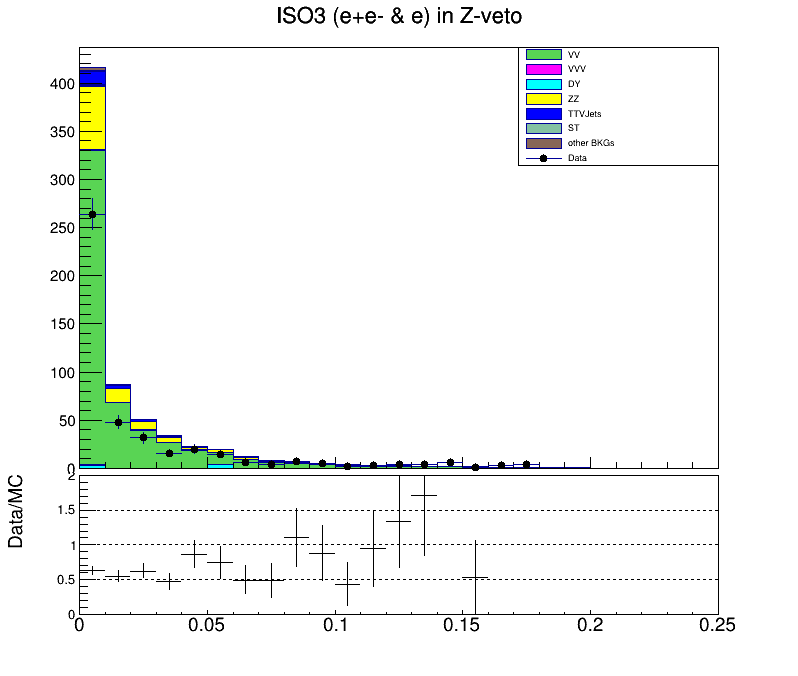 ISO3 (e+e- & e) in Z-veto
VV
VVV
DY
ZZ
TTVJets
ST
other BKGs
Data
400
350
300
250
200
150
100
50
0
Data/MC
2
1.5
1
0.5
0
0 0.05 0.1 0.15 0.2 0.25